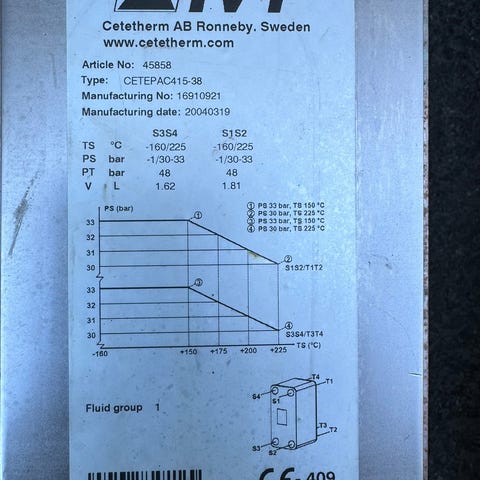 Cetetherm AB Ronneby. Sweden
www.cetetherm.com
Article No: 45858
Type: CETEPAC415-38
Manufacturing No: 16910921
Manufacturing date: 20040319
S3S4 S1S2
TS °C -160/225 -160/225
PS bar -1/30-33 -1/30-33
PT bar 48 48
V L 1.62 1.81
PS (bar)
① PS 33 bar, TS 150 °C
② PS 30 bar, TS 225 °C
③ PS 33 bar, TS 150 °C
④ PS 30 bar, TS 225 °C
33 ①
32
31
30 ②
S1S2/T1T2
33 ③
32
31
30 ④
S3S4/T3T4
-160 +150 +175 +200 +225 TS (°C)
T4
S4 T1
S1
Fluid group 1
T3
T2
S3
S2
CE- 409